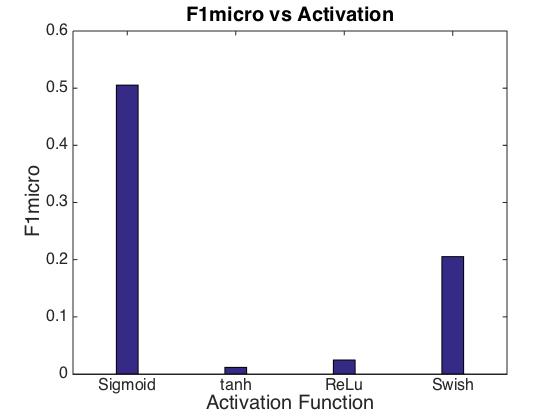 F1micro vs Activation
F1micro
0.6
0.5
0.4
0.3
0.2
0.1
0
Sigmoid tanh ReLu Swish
Activation Function